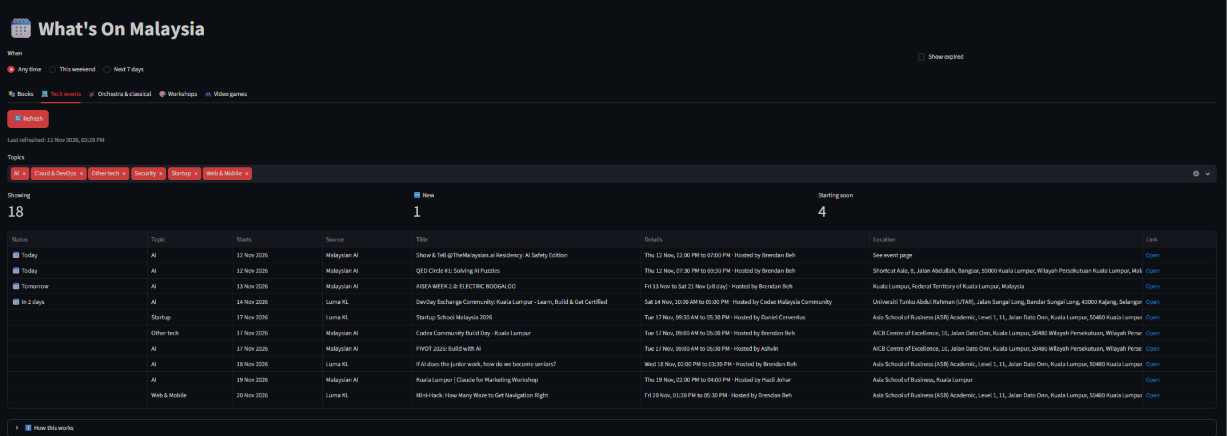 What's On Malaysia
When
Any time This weekend Next 7 days
Show expired
Books Tech events Orchestra & classical Workshops Video games
Refresh
Last refreshed: 11 Nov 2026, 02:29 PM
Topics
AI × Cloud & DevOps × Other tech × Security × Startup × Web & Mobile ×
Showing New Starting soon
18 1 4
Status Topic Starts Source Title Details Location Link
Today AI 12 Nov 2026 Malaysian AI Show & Tell @TheMalaysian.ai Residency: AI Safety Edition Thu 12 Nov, 12:00 PM to 07:00 PM · Hosted by Brendan Beh See event page Open
Today AI 12 Nov 2026 Malaysian AI QED Circle #1: Solving AI Puzzles Thu 12 Nov, 07:30 PM to 09:30 PM · Hosted by Brendan Beh Shortcut Asia, 8, Jalan Abdullah, Bangsar, 59000 Kuala Lumpur, Wilayah Persekutuan Kuala Lumpur, Mal Open
Tomorrow AI 13 Nov 2026 Malaysian AI AISEA WEEK 2.0: ELECTRIC BOOGALOO Fri 13 Nov to Sat 21 Nov (all day) · Hosted by Brendan Beh Kuala Lumpur, Federal Territory of Kuala Lumpur, Malaysia Open
In 2 days AI 14 Nov 2026 Luma KL DevDay Exchange Community: Kuala Lumpur - Learn, Build & Get Certified Sat 14 Nov, 10:00 AM to 05:00 PM · Hosted by Codex Malaysia Community Universiti Tunku Abdul Rahman (UTAR), Jalan Sungai Long, Bandar Sungai Long, 43000 Kajang, Selangor Open
Startup 17 Nov 2026 Luma KL Startup School Malaysia 2026 Tue 17 Nov, 09:30 AM to 05:30 PM · Hosted by Daniel Cerventus Asia School of Business (ASB) Academic, Level 1, 11, Jalan Dato Onn, Kuala Lumpur, 50480 Kuala Lumpur Open
Other tech 17 Nov 2026 Malaysian AI Codex Community Build Day - Kuala Lumpur Tue 17 Nov, 09:00 AM to 05:00 PM · Hosted by Brendan Beh AICB Centre of Excellence, 10, Jalan Dato Onn, Kuala Lumpur, 50480 Wilayah Persekutuan, Wilayah Perse Open
AI 17 Nov 2026 Malaysian AI PIVOT 2026: Build with AI Tue 17 Nov, 09:00 AM to 05:00 PM · Hosted by Ashvin AICB Centre of Excellence, 10, Jalan Dato Onn, Kuala Lumpur, 50480 Wilayah Persekutuan, Wilayah Perse Open
AI 18 Nov 2026 Luma KL If AI does the junior work, how do we become seniors? Wed 18 Nov, 02:00 PM to 03:30 PM · Hosted by Brendan Beh Asia School of Business (ASB) Academic, Level 1, 11, Jalan Dato Onn, Kuala Lumpur, 50480 Kuala Lumpur Open
AI 19 Nov 2026 Malaysian AI Kuala Lumpur | Claude for Marketing Workshop Thu 19 Nov, 02:00 PM to 04:00 PM · Hosted by Hazli Johar Asia School of Business, Kuala Lumpur Open
Web & Mobile 20 Nov 2026 Luma KL Mini-Hack: How Many Waze to Get Navigation Right Fri 20 Nov, 01:30 PM to 05:30 PM · Hosted by Brendan Beh Asia School of Business (ASB) Academic, Level 1, 11, Jalan Dato Onn, Kuala Lumpur, 50480 Kuala Lumpur Open
How this works